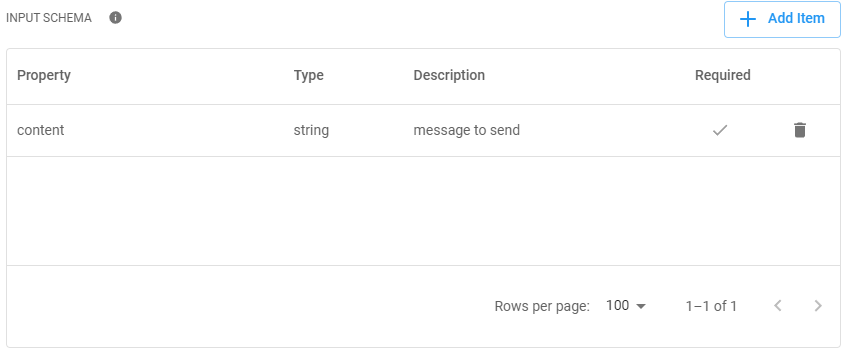 INPUT SCHEMA
Add Item
Property Type Description Required
content string message to send
Rows per page: 100 1–1 of 1